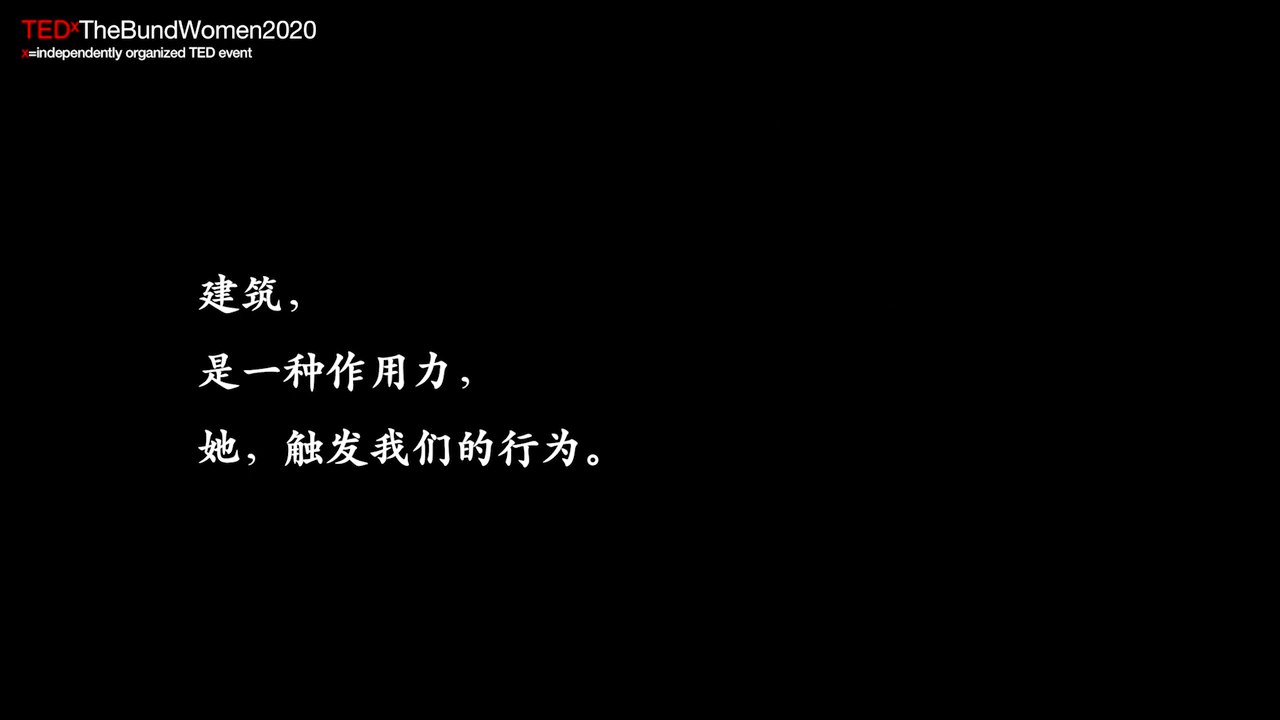 TEDxTheBundWomen2020
x=independently organized TED event
建筑，
是一种作用力，
她，触发我们的行为。